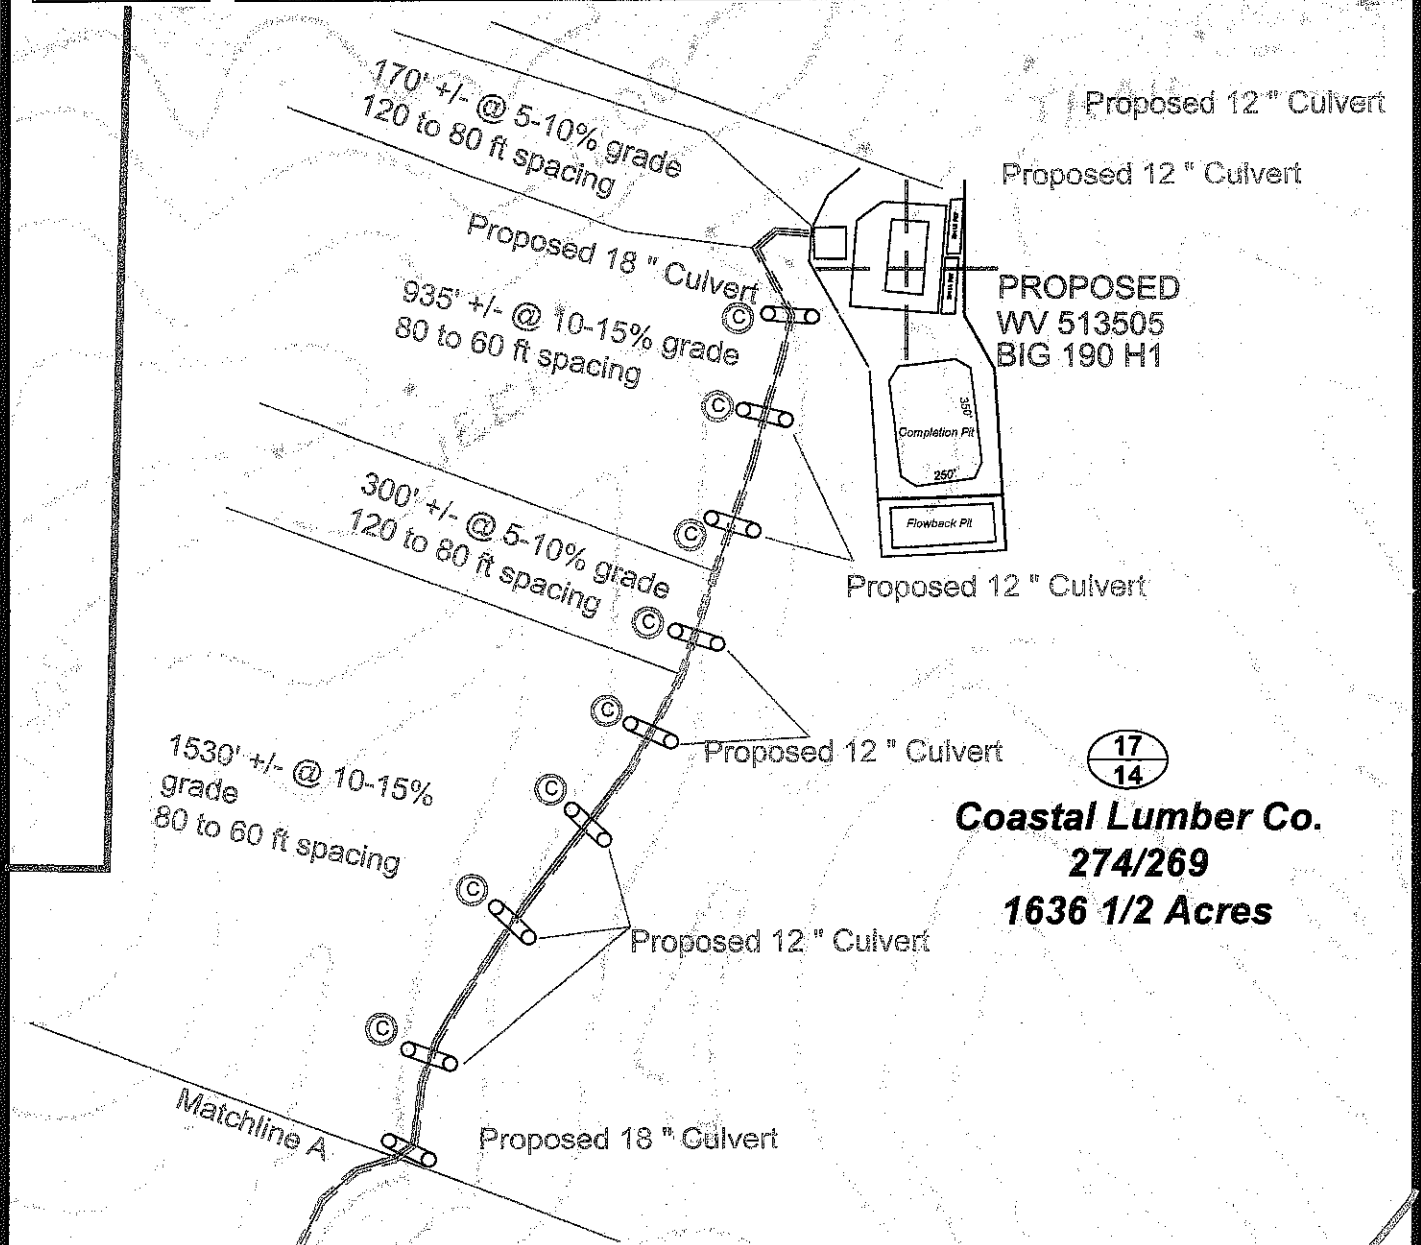 170' +/- @ 5-10% grade
120 to 80 ft spacing
Proposed 12 " Culvert
Proposed 12 " Culvert
Proposed 18 " Culvert
PROPOSED
WV 513505
BIG 190 H1
935' +/- @ 10-15% grade
80 to 60 ft spacing
C
C
350'
Completion Pit
250'
300' +/- @ 5-10% grade
120 to 80 ft spacing
C
Flowback Pit
Proposed 12 " Culvert
C
C
Proposed 12 " Culvert
1530' +/- @ 10-15%
grade
80 to 60 ft spacing
17
14
Coastal Lumber Co.
274/269
1636 1/2 Acres
C
C
Proposed 12 " Culvert
C
Matchline A
Proposed 18 " Culvert